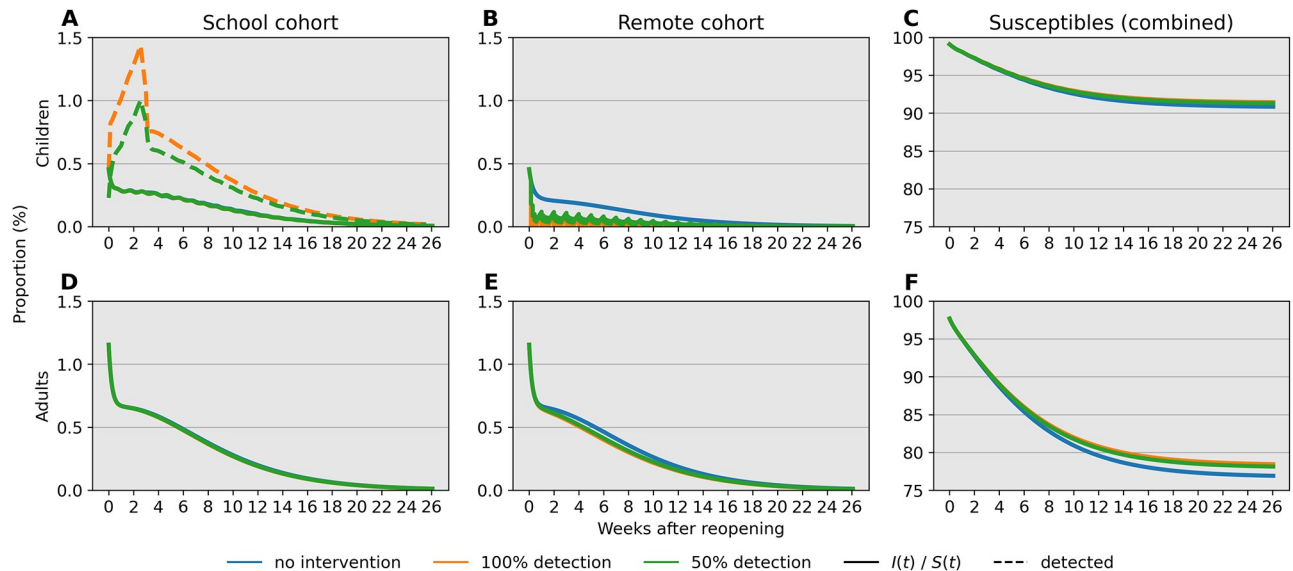 A School cohort
B Remote cohort
C Susceptibles (combined)
1.5 1.0 0.5 0.0
0 2 4 6 8 10 12 14 16 18 20 22 24 26
Children
1.5 1.0 0.5 0.0
0 2 4 6 8 10 12 14 16 18 20 22 24 26
100 95 90 85 80 75
0 2 4 6 8 10 12 14 16 18 20 22 24 26
Proportion (%)
D
E
F
1.5 1.0 0.5 0.0
0 2 4 6 8 10 12 14 16 18 20 22 24 26
Adults
1.5 1.0 0.5 0.0
0 2 4 6 8 10 12 14 16 18 20 22 24 26
100 95 90 85 80 75
0 2 4 6 8 10 12 14 16 18 20 22 24 26
Weeks after reopening
no intervention 100% detection 50% detection I(t) / S(t) detected